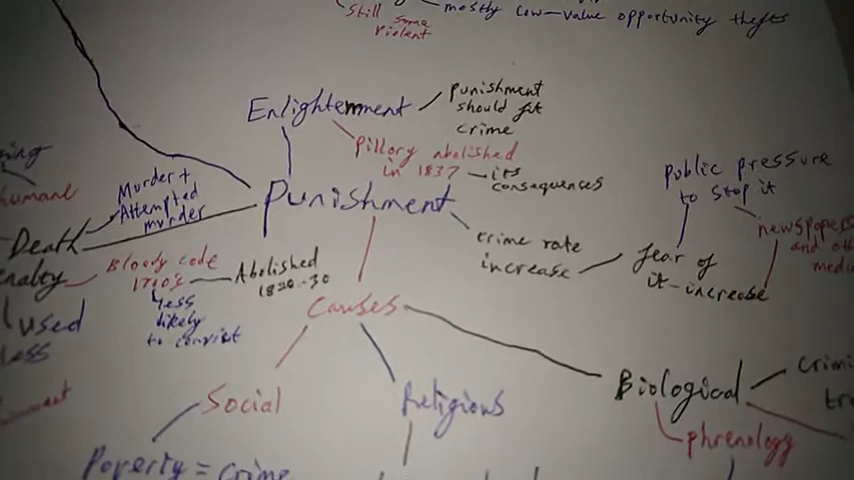 Still some
violent
mostly low-value opportunity thefts
Enlightenment
Punishment
should fit
crime
Pillory abolished
in 1837
its
consequences
Public pressure
to stop it
newspapers
and
Murder +
Attempted
murder
Punishment
humane
Death
Bloody code
1700's
Abolished
1820-30
crime rate
increase
fear of
it-increase
less
likely
to convict
used
less
Causes
Social
Religious
Biological
phrenology
Poverty = crime